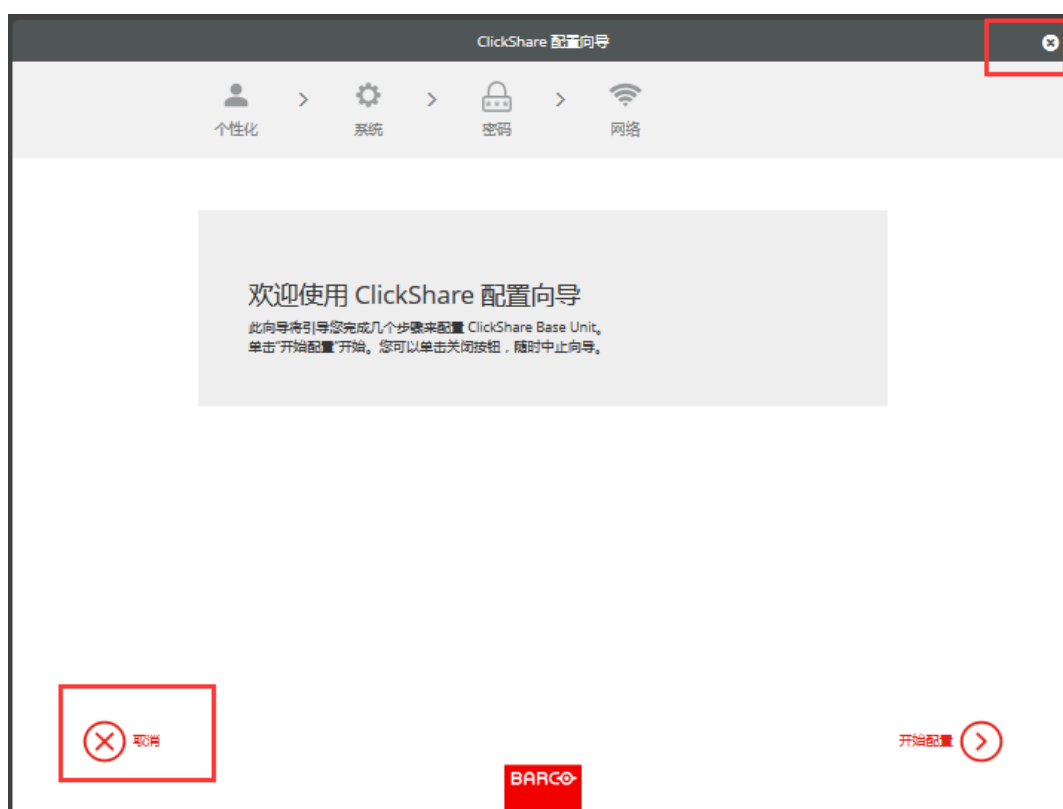 ClickShare 配置向导
个性化
系统
密码
网络
欢迎使用 ClickShare 配置向导
此向导将引导您完成几个步骤来配置 ClickShare Base Unit。
单击“开始配置”开始。您可以单击关闭按钮，随时中止向导。
取消
开始配置
BARCO